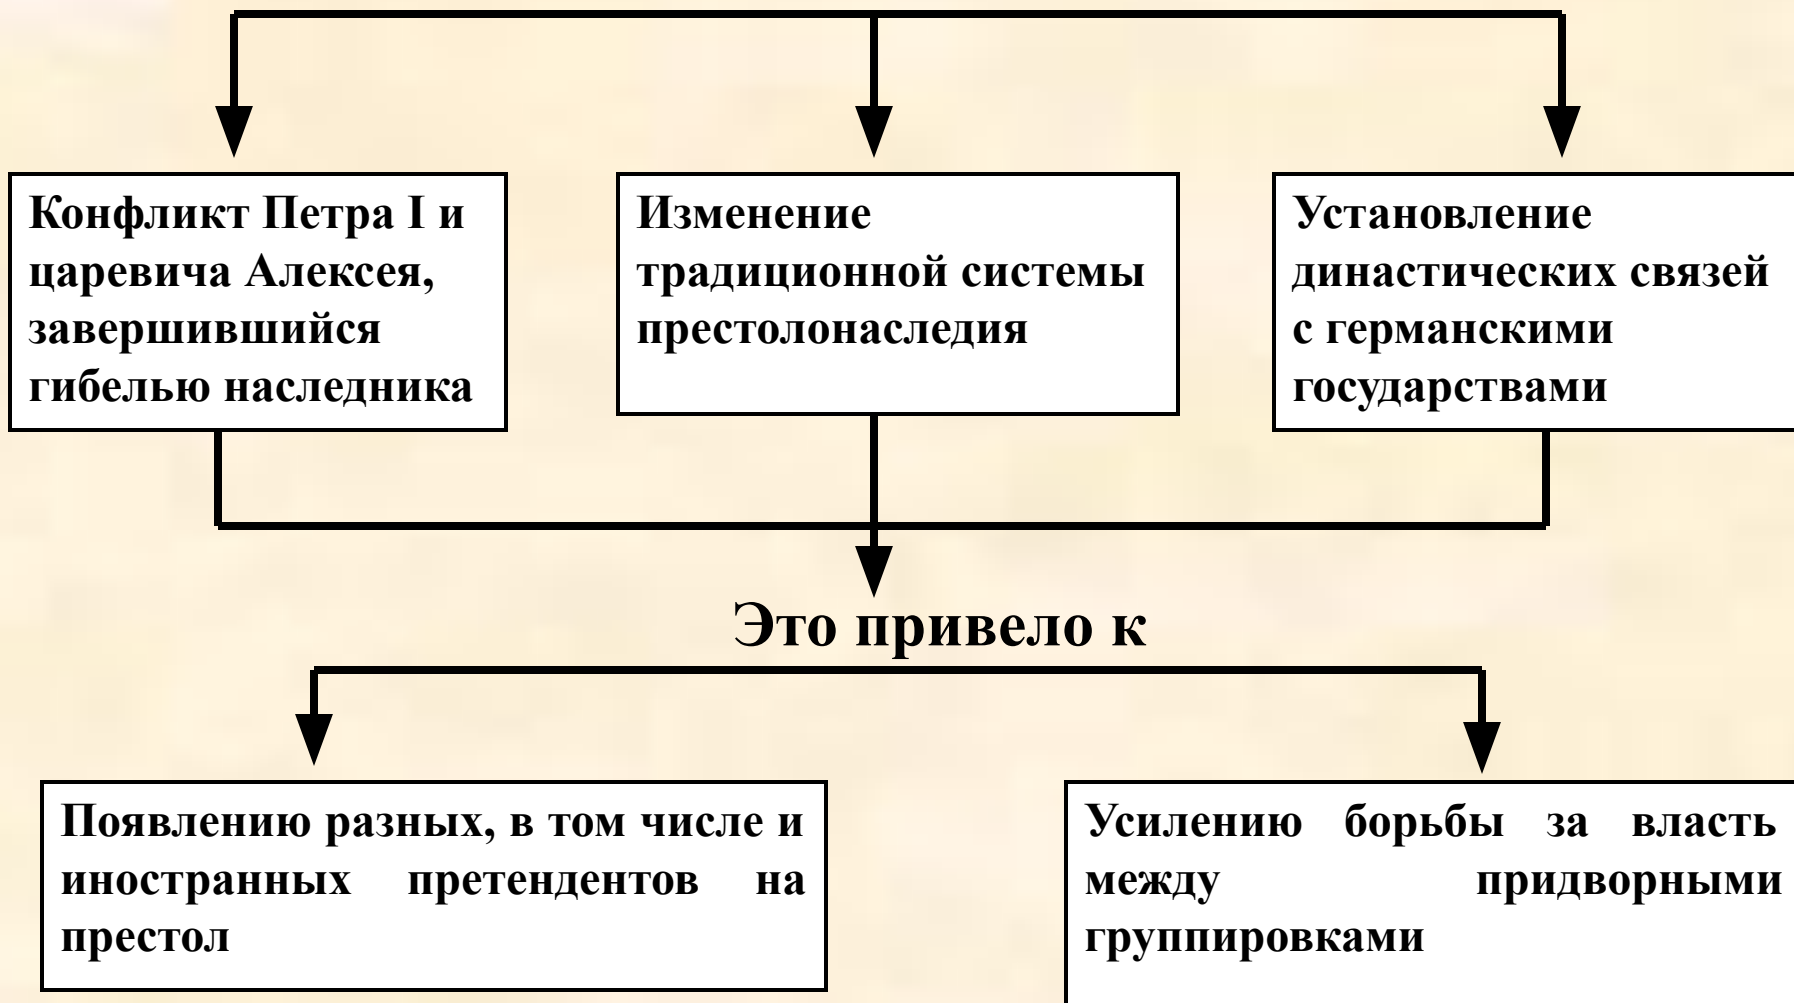 Конфликт Петра I и
царевича Алексея,
завершившийся
гибелью наследника
Изменение
традиционной системы
престолонаследия
Установление
династических связей
с германскими
государствами
Это привело к
Появлению разных, в том числе и
иностранных претендентов на
престол
Усилению борьбы за власть
между придворными
группировками